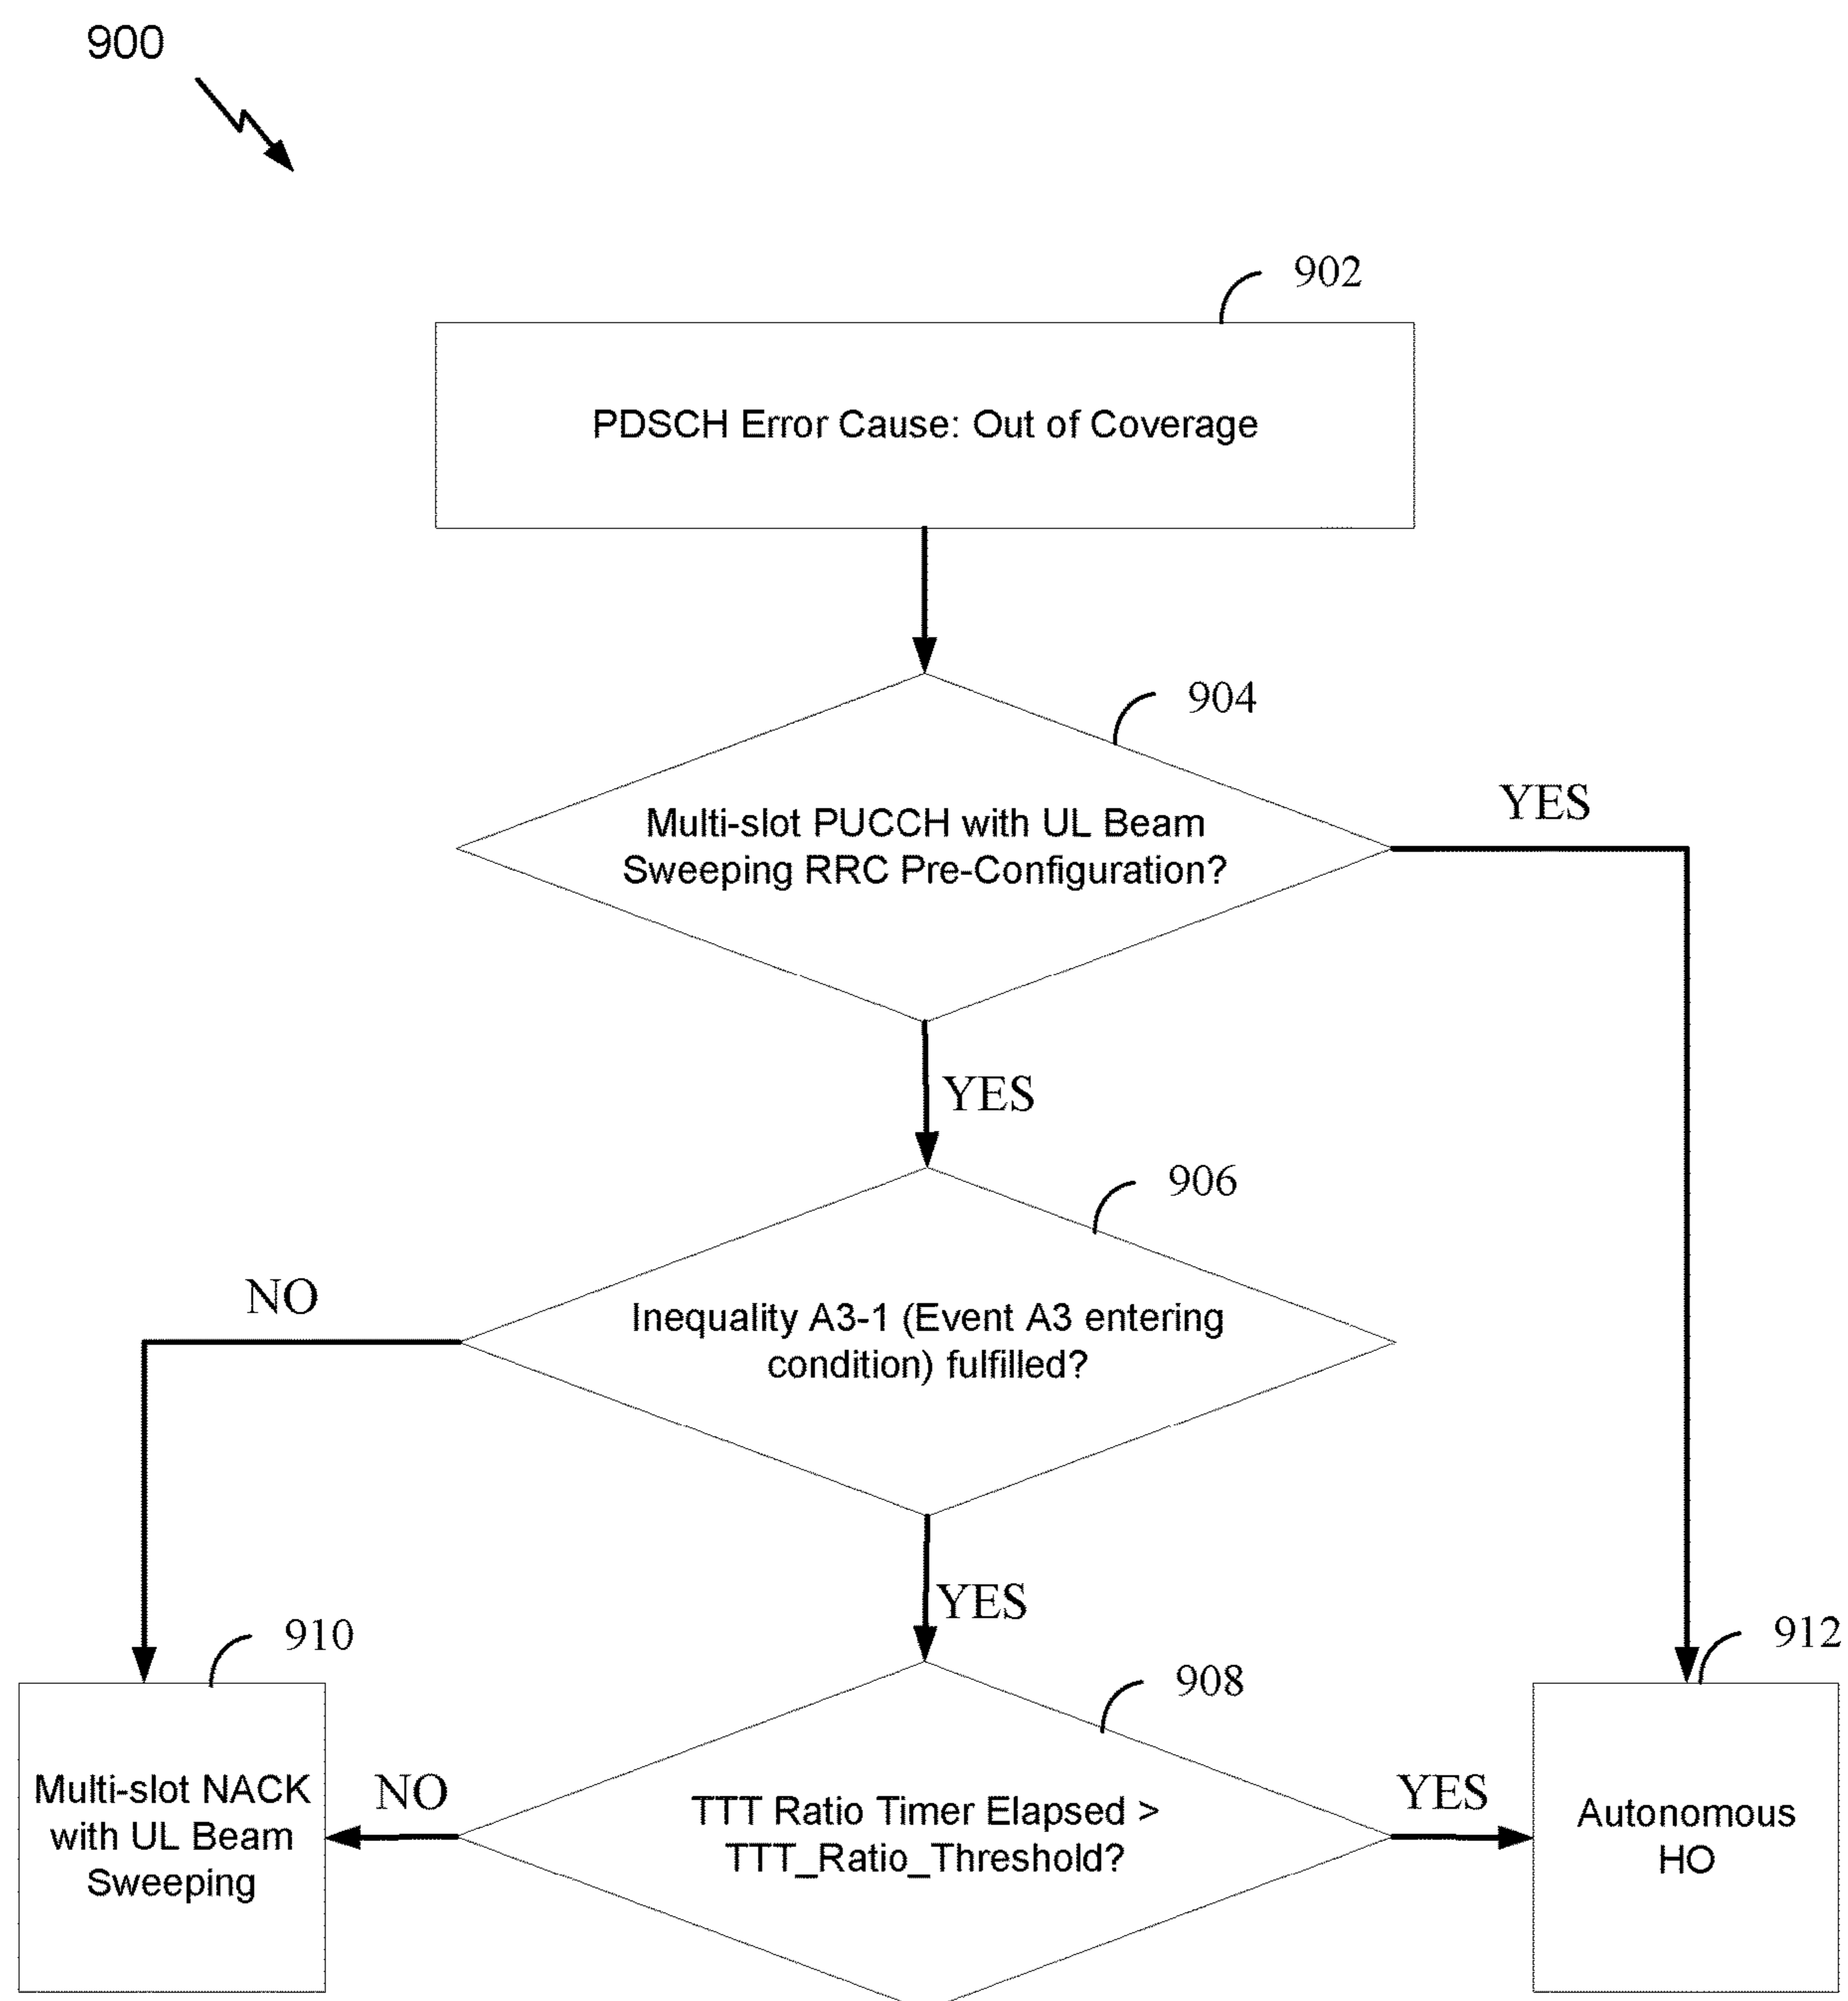 900
902
PDSCH Error Cause: Out of Coverage
904
Multi-slot PUCCH with UL Beam
Sweeping RRC Pre-Configuration?
YES
YES
906
Inequality A3-1 (Event A3 entering
condition) fulfilled?
NO
YES
910
908
912
Multi-slot NACK
with UL Beam
Sweeping
NO
TTT Ratio Timer Elapsed >
TTT_Ratio_Threshold?
YES
Autonomous
HO